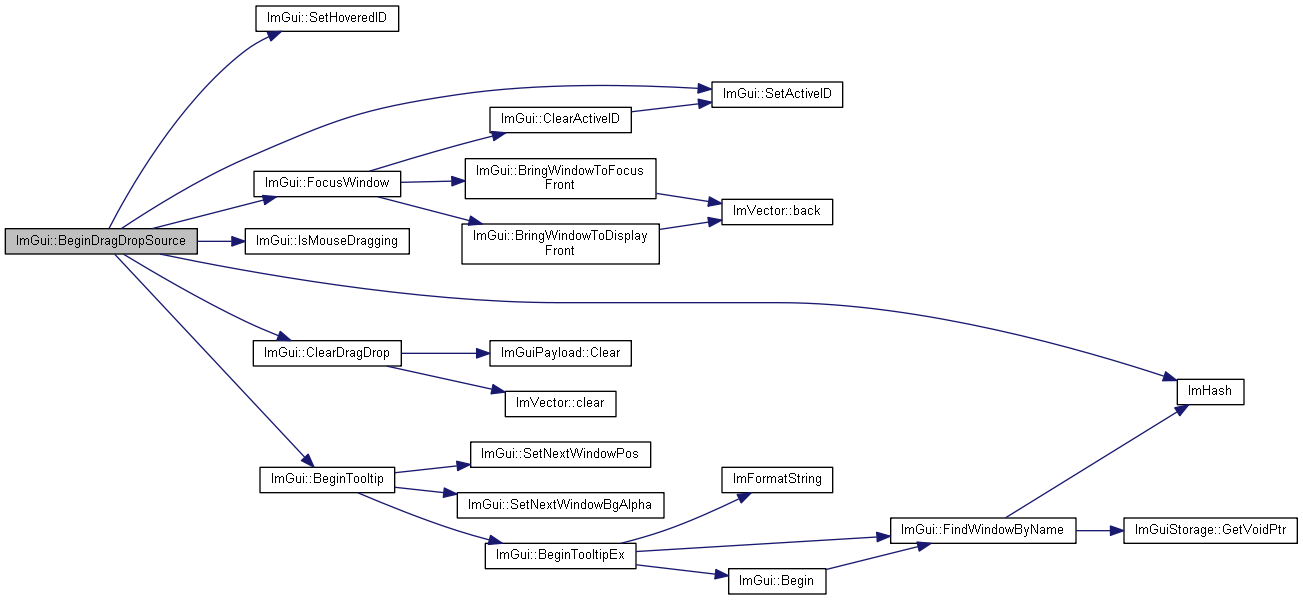 ImGui::SetHoveredID
ImGui::SetActiveID
ImGui::ClearActiveID
ImGui::BringWindowToFocus
Front
ImGui::FocusWindow
ImVector::back
ImGui::BeginDragDropSource
ImGui::IsMouseDragging
ImGui::BringWindowToDisplay
Front
ImGui::ClearDragDrop
ImGuiPayload::Clear
ImHash
ImVector::clear
ImGui::SetNextWindowPos
ImGui::BeginTooltip
ImFormatString
ImGui::SetNextWindowBgAlpha
ImGui::FindWindowByName
ImGuiStorage::GetVoidPtr
ImGui::BeginTooltipEx
ImGui::Begin